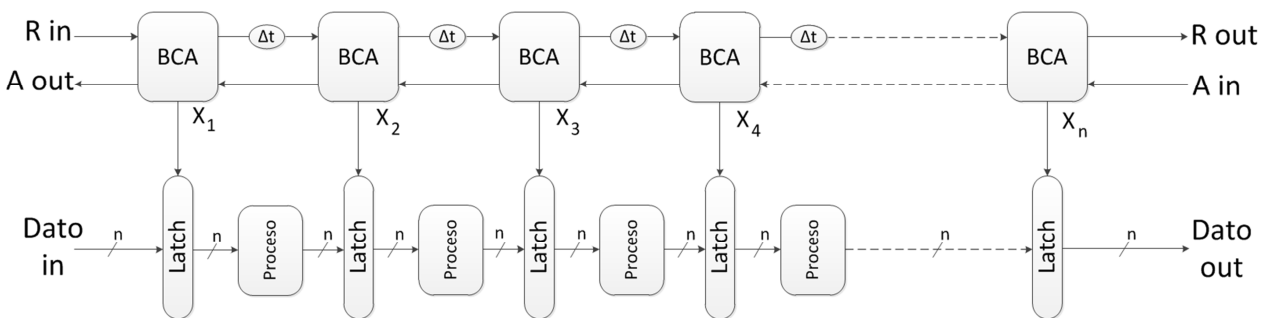 R in
BCA
Δt
BCA
Δt
BCA
Δt
BCA
Δt
BCA
R out
A out
A in
X1
X2
X3
X4
Xn
Dato
in
n
Latch
n
Proceso
n
Latch
n
Proceso
n
Latch
n
Proceso
n
Latch
n
Proceso
n
Latch
n
Dato
out